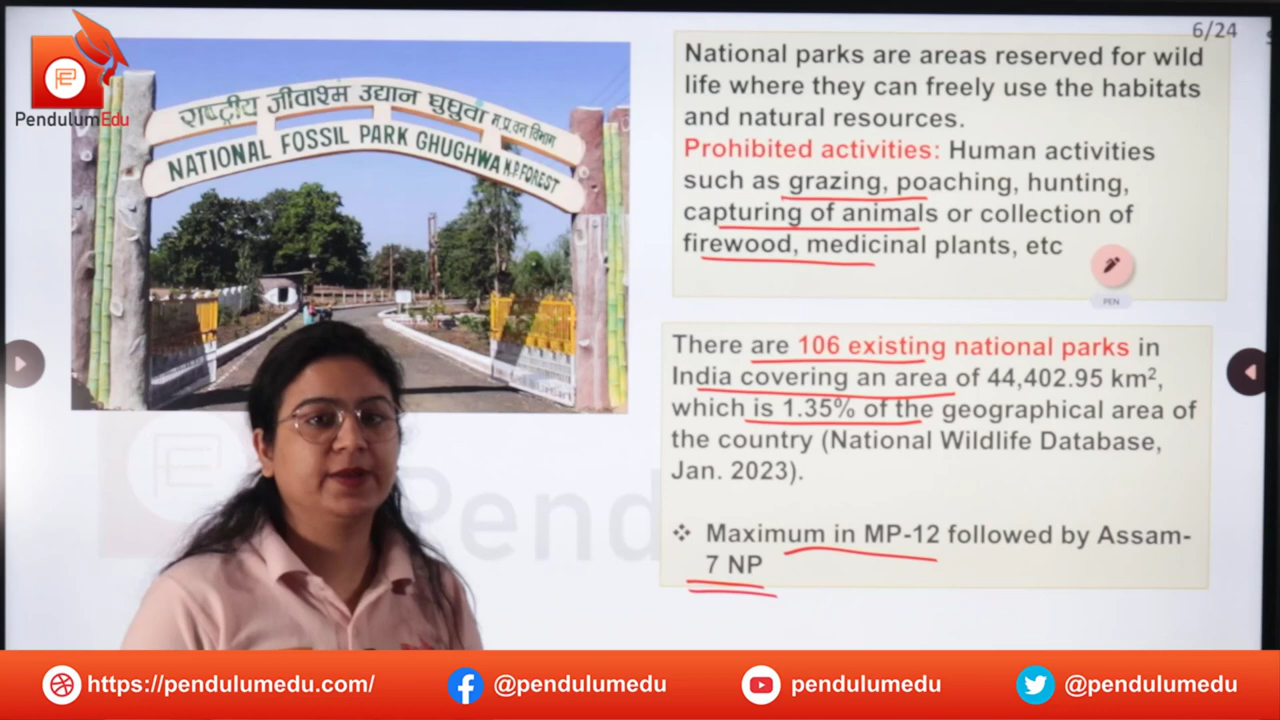 6/24
PendulumEdu
राष्ट्रीय जीवाश्म उद्यान घुघुवा म.प्र.वन विभाग
NATIONAL FOSSIL PARK GHUGHWA M.P.FOREST
National parks are areas reserved for wild
life where they can freely use the habitats
and natural resources.
Prohibited activities: Human activities
such as grazing, poaching, hunting,
capturing of animals or collection of
firewood, medicinal plants, etc
PEN
There are 106 existing national parks in
India covering an area of 44,402.95 km²,
which is 1.35% of the geographical area of
the country (National Wildlife Database,
Jan. 2023).
❖ Maximum in MP-12 followed by Assam-
7 NP
Pend
https://pendulumedu.com/
@pendulumedu
pendulumedu
@pendulumedu